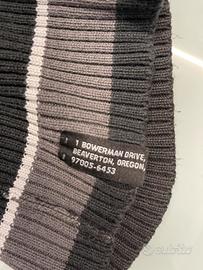 1 BOWERMAN DRIVE,
BEAVERTON, OREGON,
97005-6453
subito